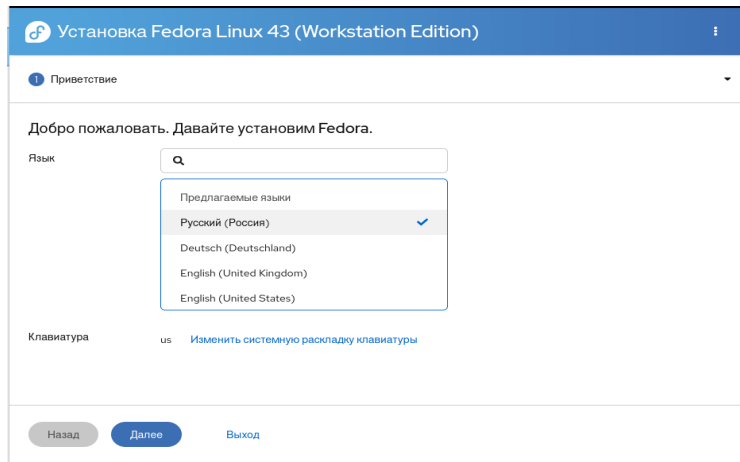 Установка Fedora Linux 43 (Workstation Edition)
1 Приветствие
Добро пожаловать. Давайте установим Fedora.
Язык
Предлагаемые языки
Русский (Россия)
Deutsch (Deutschland)
English (United Kingdom)
English (United States)
Клавиатура us Изменить системную раскладку клавиатуры
Назад Далее Выход